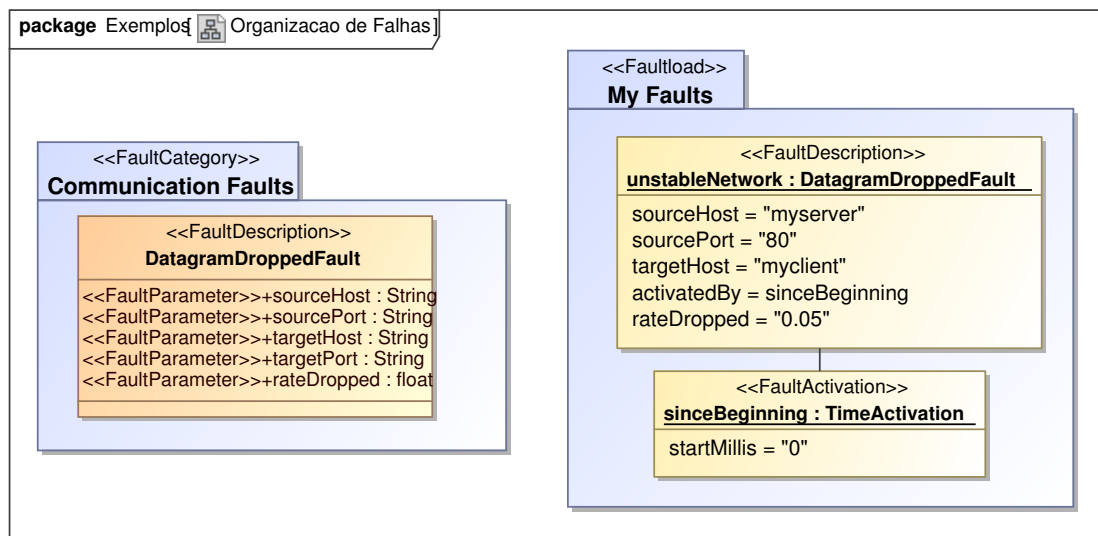 package Exemplos[ Organizacao de Falhas]
<<FaultCategory>>
Communication Faults
<<FaultDescription>>
DatagramDroppedFault
<<FaultParameter>>+sourceHost : String
<<FaultParameter>>+sourcePort : String
<<FaultParameter>>+targetHost : String
<<FaultParameter>>+targetPort : String
<<FaultParameter>>+rateDropped : float
<<Faultload>>
My Faults
<<FaultDescription>>
unstableNetwork : DatagramDroppedFault
sourceHost = "myserver"
sourcePort = "80"
targetHost = "myclient"
activatedBy = sinceBeginning
rateDropped = "0.05"
<<FaultActivation>>
sinceBeginning : TimeActivation
startMillis = "0"